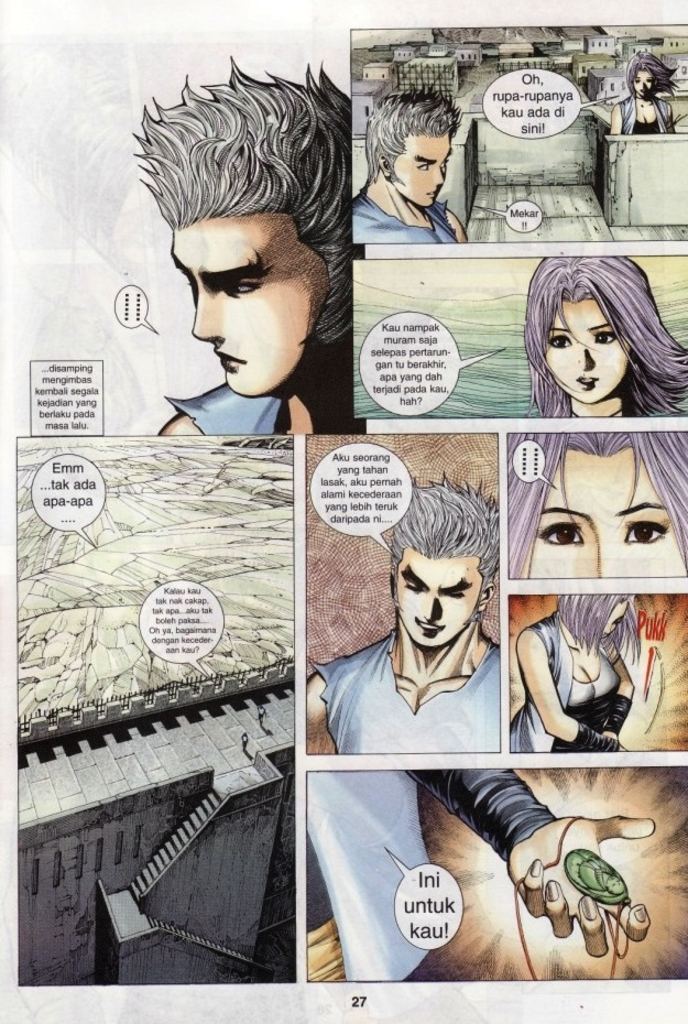 Oh,
rupa-rupanya
kau ada di
sini!
Mekar
!!
...disamping
mengimbas
kembali segala
kejadian yang
berlaku pada
masa lalu.
Kau nampak
muram saja
selepas pertarun-
gan tu berakhir,
apa yang dah
terjadi pada kau,
hah?
Emm
...tak ada
apa-apa
....
Kalau kau
tak nak cakap,
tak apa...aku tak
boleh paksa....
Oh ya, bagaimana
dengan keceder-
aan kau?
Aku seorang
yang tahan
lasak, aku pernah
alami kecederaan
yang lebih teruk
daripada ni....
Pukk
!
Ini
untuk
kau!
27